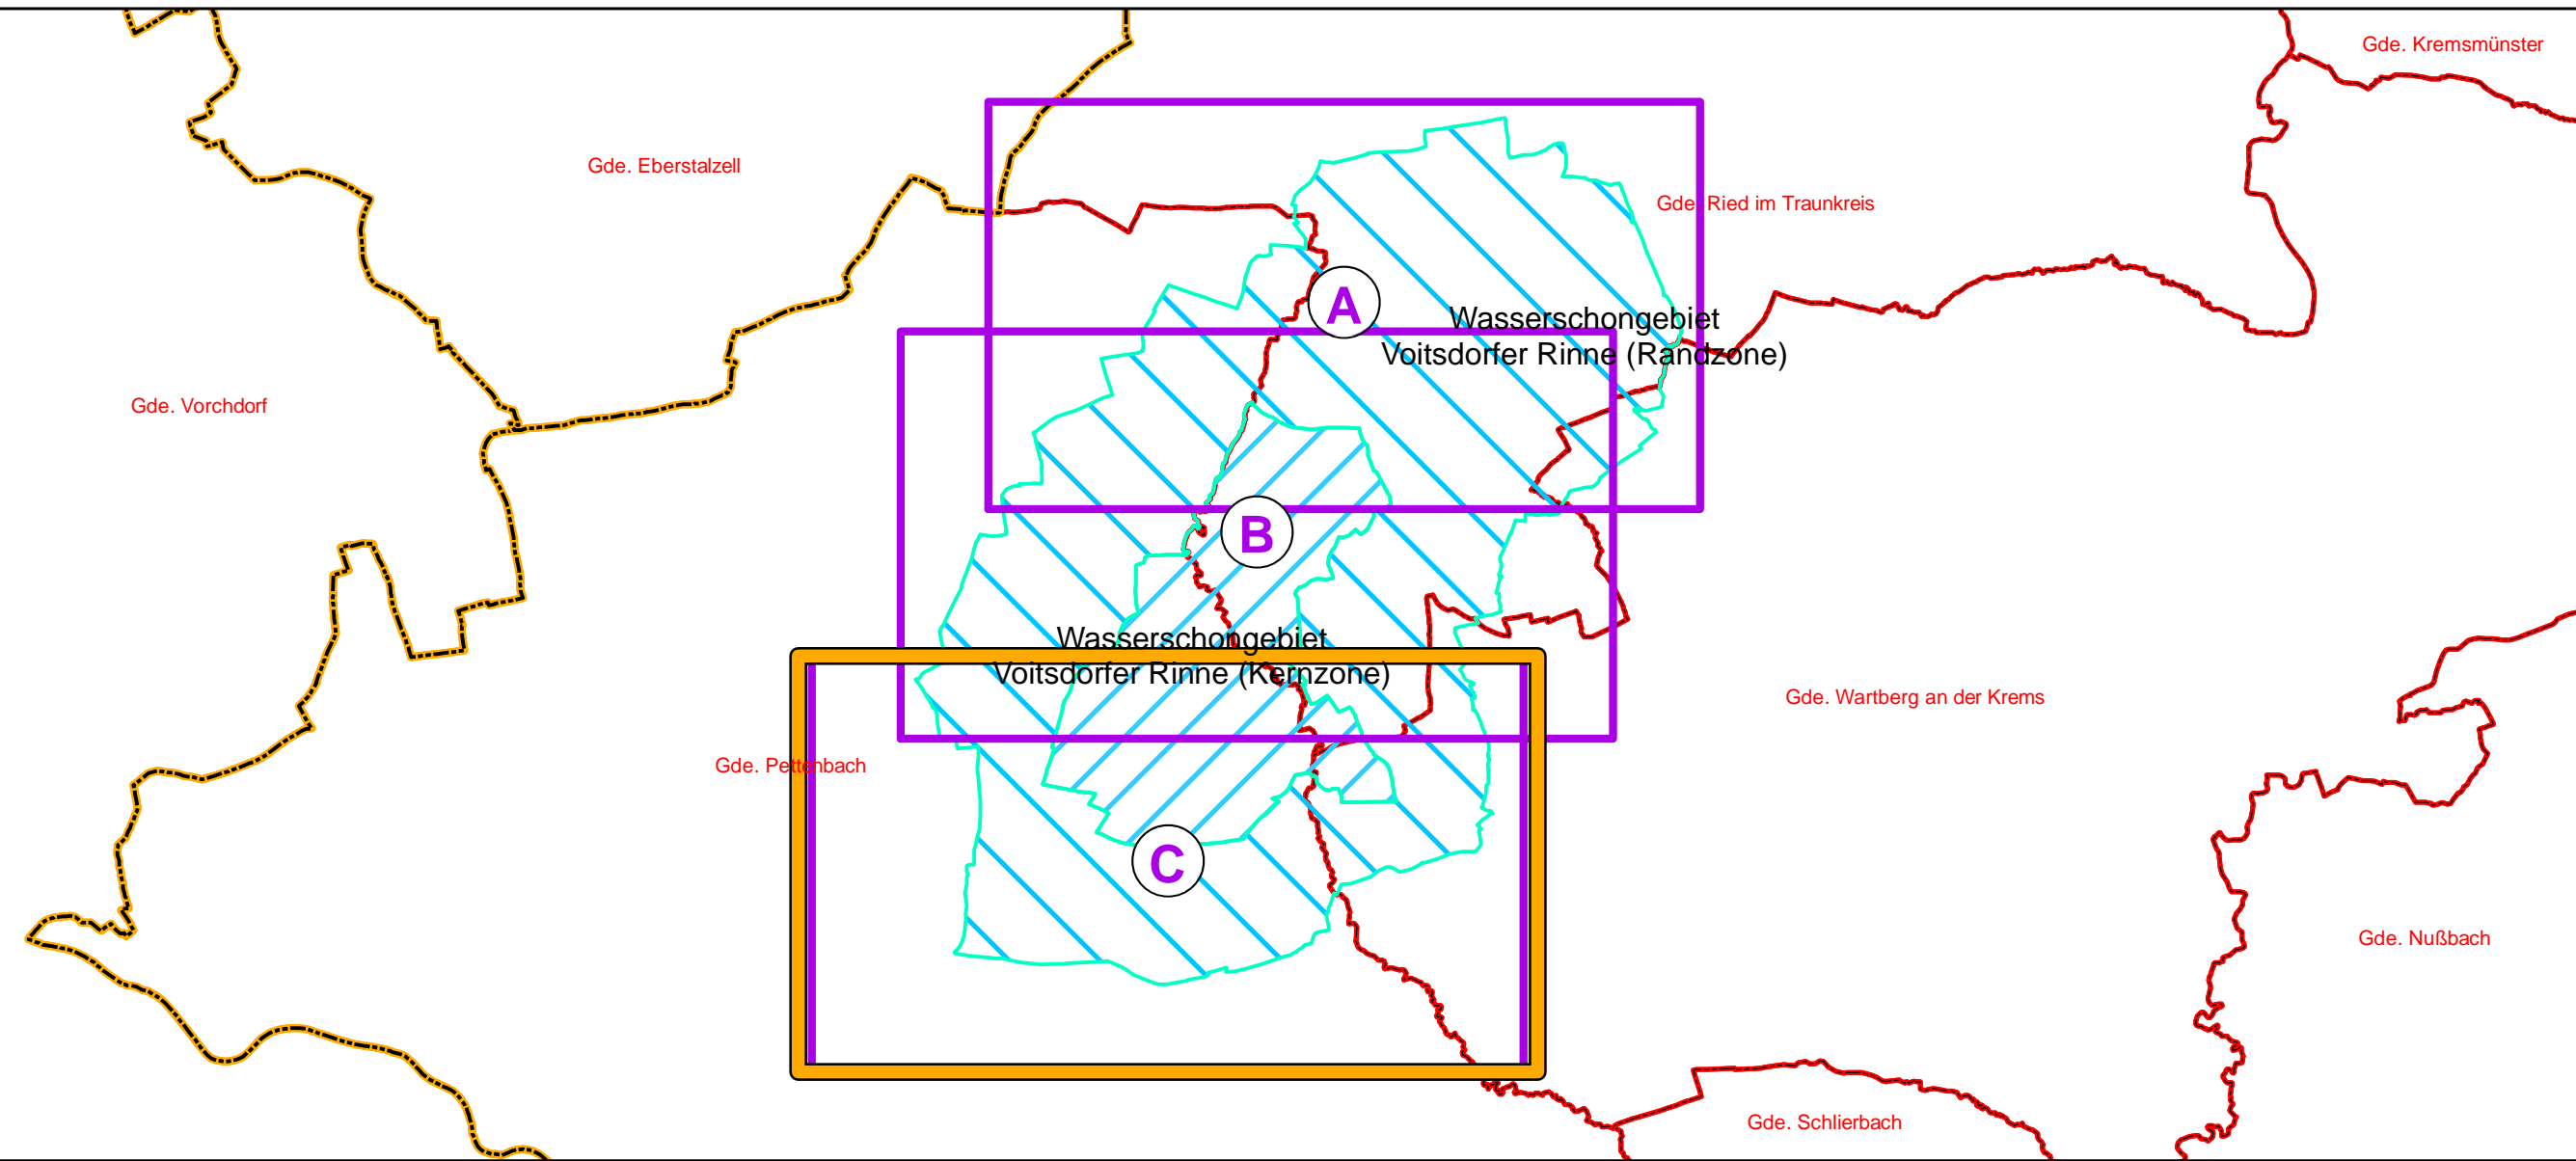 Gde. Kremsmünster
Gde. Eberstalzell
Gde. Ried im Traunkreis
A
Wasserschongebiet
Voitsdorfer Rinne (Randzone)
Gde. Vorchdorf
B
Wasserschongebiet
Voitsdorfer Rinne (Kernzone)
Gde. Wartberg an der Krems
Gde. Pettenbach
C
Gde. Nußbach
Gde. Schlierbach